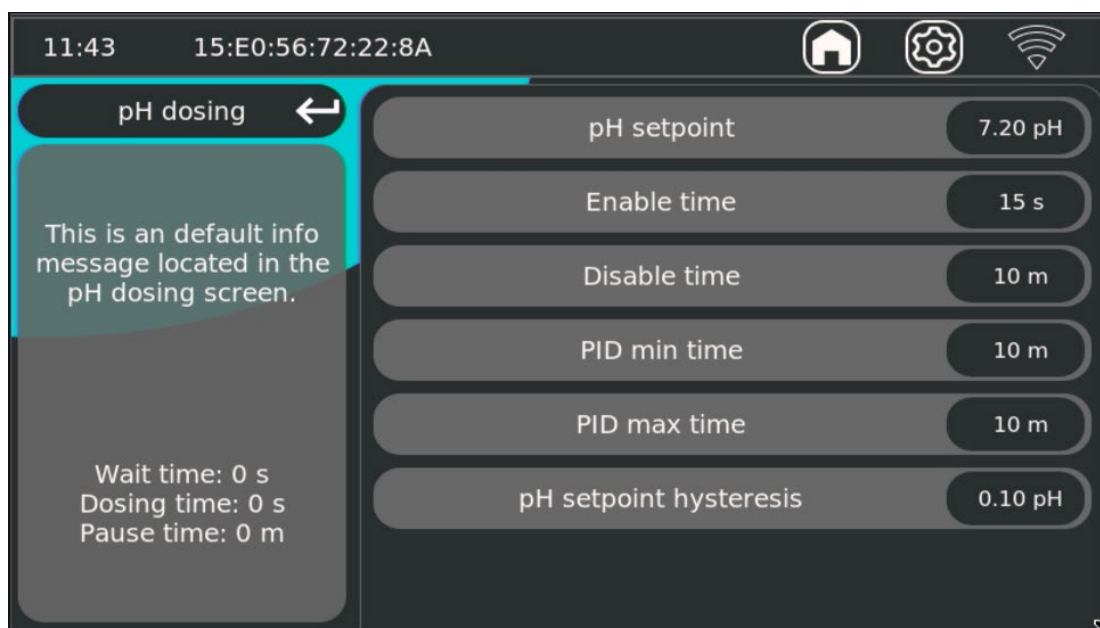 11:43 15:E0:56:72:22:8A
pH dosing
This is an default info
message located in the
pH dosing screen.
Wait time: 0 s
Dosing time: 0 s
Pause time: 0 m
pH setpoint 7.20 pH
Enable time 15 s
Disable time 10 m
PID min time 10 m
PID max time 10 m
pH setpoint hysteresis 0.10 pH